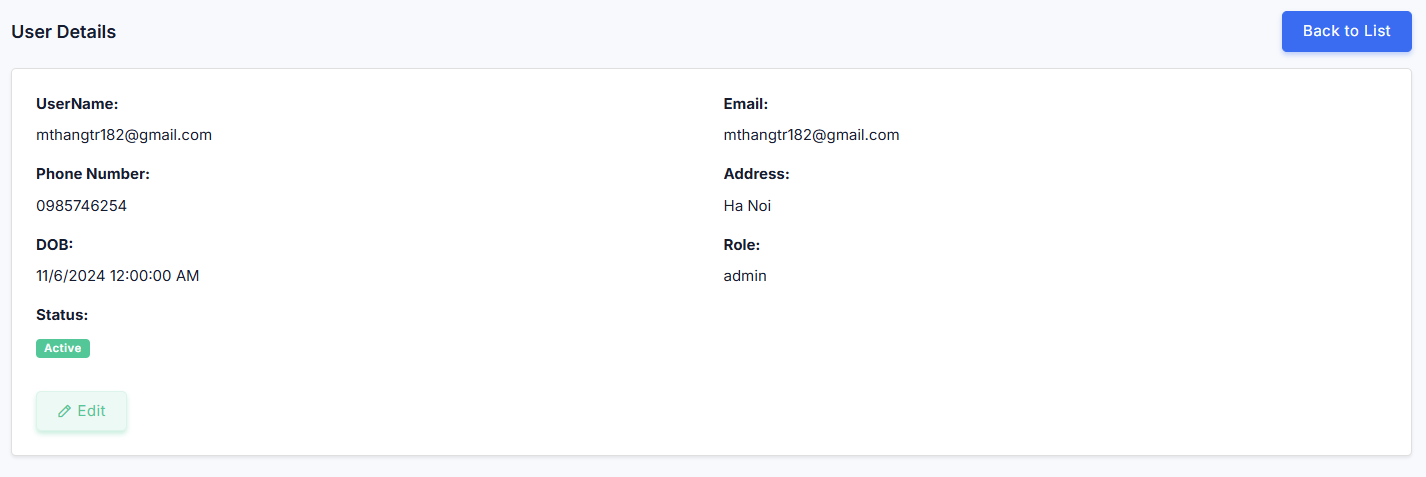 User Details
Back to List
UserName:
Email:
mthangtr182@gmail.com
mthangtr182@gmail.com
Phone Number:
Address:
0985746254
Ha Noi
DOB:
Role:
11/6/2024 12:00:00 AM
admin
Status:
Active
Edit